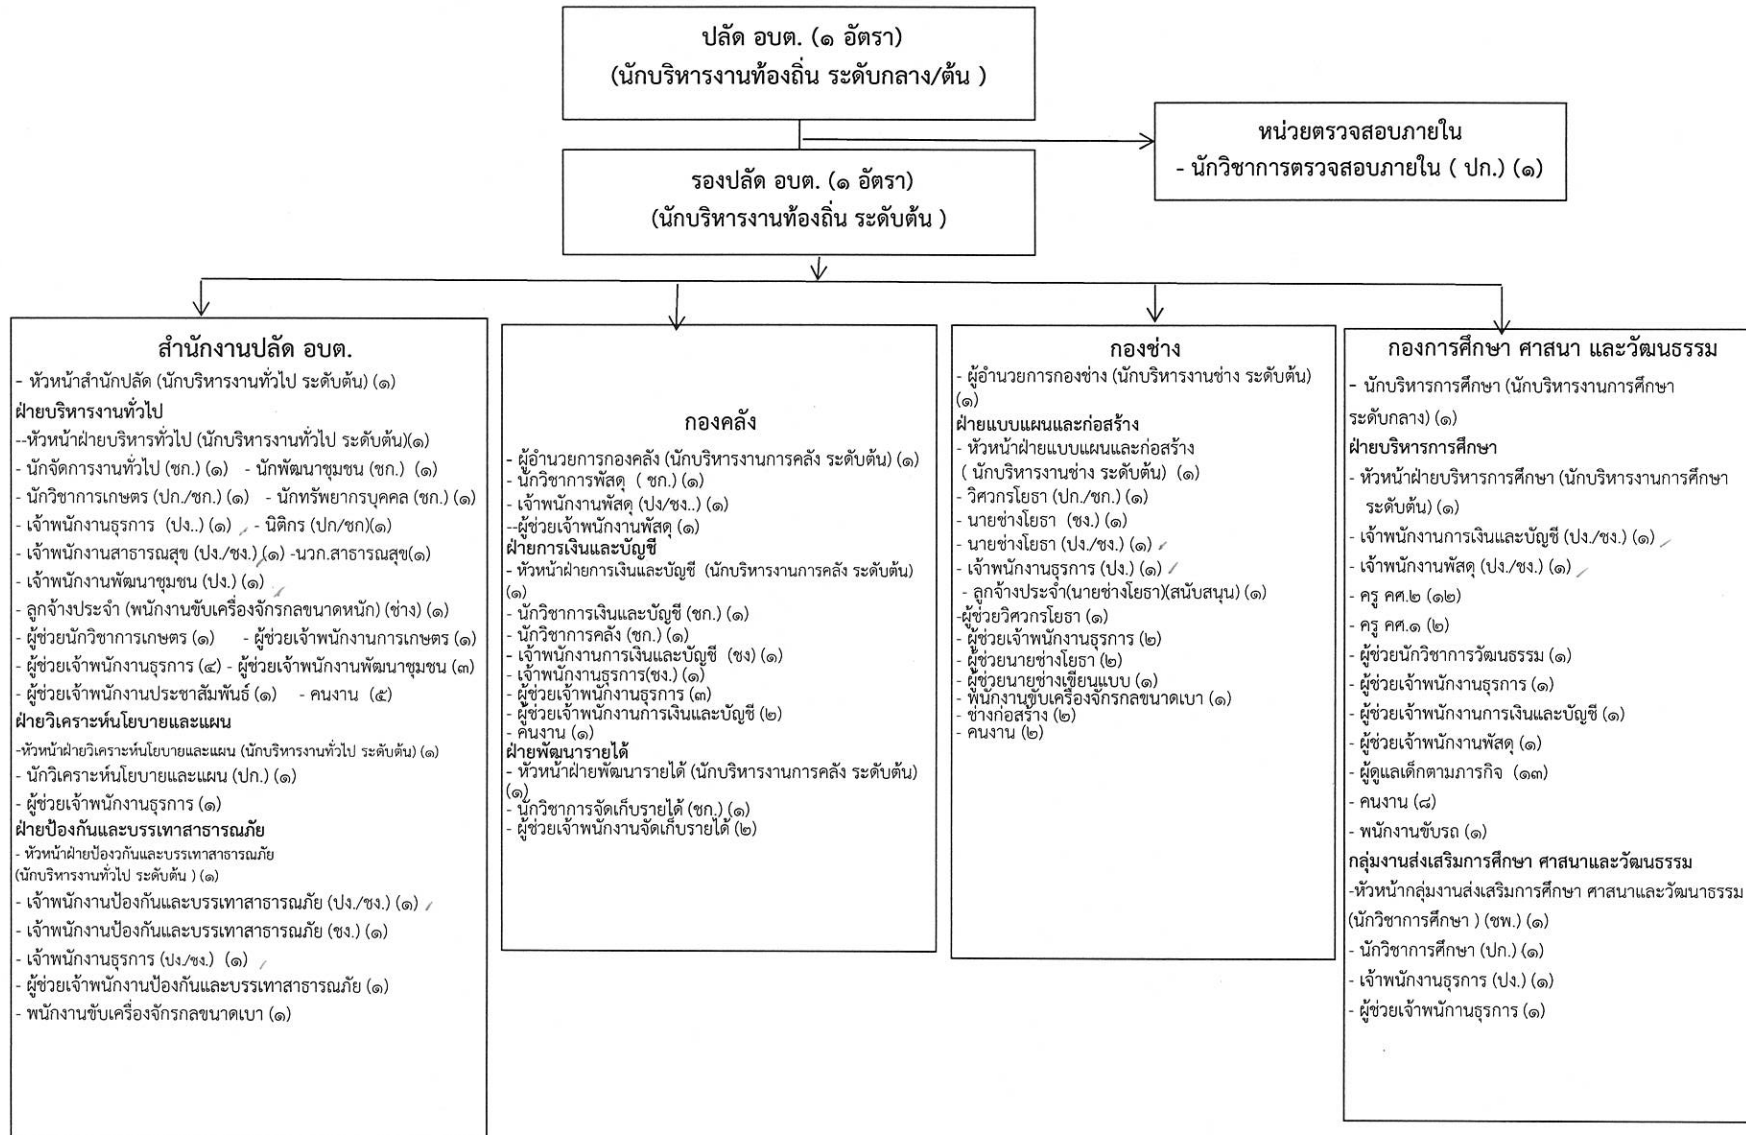 ปลัด อบต. (๑ อัตรา)
(นักบริหารงานท้องถิ่น ระดับกลาง/ต้น )
หน่วยตรวจสอบภายใน
- นักวิชาการตรวจสอบภายใน ( ปก.) (๑)
รองปลัด อบต. (๑ อัตรา)
(นักบริหารงานท้องถิ่น ระดับต้น )
สำนักงานปลัด อบต.
- หัวหน้าสำนักปลัด (นักบริหารงานทั่วไป ระดับต้น) (๑)
ฝ่ายบริหารงานทั่วไป
--หัวหน้าฝ่ายบริหารทั่วไป (นักบริหารงานทั่วไป ระดับต้น)(๑)
- นักจัดการงานทั่วไป (ชก.) (๑) - นักพัฒนาชุมชน (ชก.) (๑)
- นักวิชาการเกษตร (ปก./ชก.) (๑) - นักทรัพยากรบุคคล (ชก.) (๑)
- เจ้าพนักงานธุรการ (ปง..) (๑) - นิติกร (ปก/ชก)(๑)
- เจ้าพนักงานสาธารณสุข (ปง./ชง.) (๑) -นวก.สาธารณสุข(๑)
- เจ้าพนักงานพัฒนาชุมชน (ปง.) (๑)
- ลูกจ้างประจำ (พนักงานขับเครื่องจักรกลขนาดหนัก) (ช่าง) (๑)
- ผู้ช่วยนักวิชาการเกษตร (๑) - ผู้ช่วยเจ้าพนักงานการเกษตร (๑)
- ผู้ช่วยเจ้าพนักงานธุรการ (๔) - ผู้ช่วยเจ้าพนักงานพัฒนาชุมชน (๓)
- ผู้ช่วยเจ้าพนักงานประชาสัมพันธ์ (๑) - คนงาน (๕)
ฝ่ายวิเคราะห์นโยบายและแผน
-หัวหน้าฝ่ายวิเคราะห์นโยบายและแผน (นักบริหารงานทั่วไป ระดับต้น) (๑)
- นักวิเคราะห์นโยบายและแผน (ปก.) (๑)
- ผู้ช่วยเจ้าพนักงานธุรการ (๑)
ฝ่ายป้องกันและบรรเทาสาธารณภัย
- หัวหน้าฝ่ายป้องวกันและบรรเทาสาธารณภัย
(นักบริหารงานทั่วไป ระดับต้น ) (๑)
- เจ้าพนักงานป้องกันและบรรเทาสาธารณภัย (ปง./ชง.) (๑)
- เจ้าพนักงานป้องกันและบรรเทาสาธารณภัย (ชง.) (๑)
- เจ้าพนักงานธุรการ (ปง./ชง.) (๑)
- ผู้ช่วยเจ้าพนักงานป้องกันและบรรเทาสาธารณภัย (๑)
- พนักงานขับเครื่องจักรกลขนาดเบา (๑)
กองคลัง
- ผู้อำนวยการกองคลัง (นักบริหารงานการคลัง ระดับต้น) (๑)
- นักวิชาการพัสดุ ( ชก.) (๑)
- เจ้าพนักงานพัสดุ (ปง/ชง..) (๑)
--ผู้ช่วยเจ้าพนักงานพัสดุ (๑)
ฝ่ายการเงินและบัญชี
- หัวหน้าฝ่ายการเงินและบัญชี (นักบริหารงานการคลัง ระดับต้น)
(๑)
- นักวิชาการเงินและบัญชี (ชก.) (๑)
- นักวิชาการคลัง (ชก.) (๑)
- เจ้าพนักงานการเงินและบัญชี (ชง) (๑)
- เจ้าพนักงานธุรการ(ชง.) (๑)
- ผู้ช่วยเจ้าพนักงานธุรการ (๓)
- ผู้ช่วยเจ้าพนักงานการเงินและบัญชี (๒)
- คนงาน (๑)
ฝ่ายพัฒนารายได้
- หัวหน้าฝ่ายพัฒนารายได้ (นักบริหารงานการคลัง ระดับต้น)
(๑)
- นักวิชาการจัดเก็บรายได้ (ชก.) (๑)
- ผู้ช่วยเจ้าพนักงานจัดเก็บรายได้ (๒)
กองช่าง
- ผู้อำนวยการกองช่าง (นักบริหารงานช่าง ระดับต้น)
(๑)
ฝ่ายแบบแผนและก่อสร้าง
- หัวหน้าฝ่ายแบบแผนและก่อสร้าง
( นักบริหารงานช่าง ระดับต้น) (๑)
- วิศวกรโยธา (ปก./ชก.) (๑)
- นายช่างโยธา (ชง.) (๑)
- นายช่างโยธา (ปง./ชง.) (๑)
- เจ้าพนักงานธุรการ (ปง.) (๑)
- ลูกจ้างประจำ(นายช่างโยธา)(สนับสนุน) (๑)
-ผู้ช่วยวิศวกรโยธา (๑)
- ผู้ช่วยเจ้าพนักงานธุรการ (๒)
- ผู้ช่วยนายช่างโยธา (๒)
- ผู้ช่วยนายช่างเขียนแบบ (๑)
- พนักงานขับเครื่องจักรกลขนาดเบา (๑)
- ช่างก่อสร้าง (๒)
- คนงาน (๒)
กองการศึกษา ศาสนา และวัฒนธรรม
- นักบริหารการศึกษา (นักบริหารงานการศึกษา
ระดับกลาง) (๑)
ฝ่ายบริหารการศึกษา
- หัวหน้าฝ่ายบริหารการศึกษา (นักบริหารงานการศึกษา
ระดับต้น) (๑)
- เจ้าพนักงานการเงินและบัญชี (ปง./ชง.) (๑)
- เจ้าพนักงานพัสดุ (ปง./ชง.) (๑)
- ครู คศ.๒ (๑๒)
- ครู คศ.๑ (๒)
- ผู้ช่วยนักวิชาการวัฒนธรรม (๑)
- ผู้ช่วยเจ้าพนักงานธุรการ (๑)
- ผู้ช่วยเจ้าพนักงานการเงินและบัญชี (๑)
- ผู้ช่วยเจ้าพนักงานพัสดุ (๑)
- ผู้ดูแลเด็กตามภารกิจ (๑๓)
- คนงาน (๘)
- พนักงานขับรถ (๑)
กลุ่มงานส่งเสริมการศึกษา ศาสนาและวัฒนธรรม
-หัวหน้ากลุ่มงานส่งเสริมการศึกษา ศาสนาและวัฒนาธรรม
(นักวิชาการศึกษา ) (ชพ.) (๑)
- นักวิชาการศึกษา (ปก.) (๑)
- เจ้าพนักงานธุรการ (ปง.) (๑)
- ผู้ช่วยเจ้าพนักานธุรการ (๑)